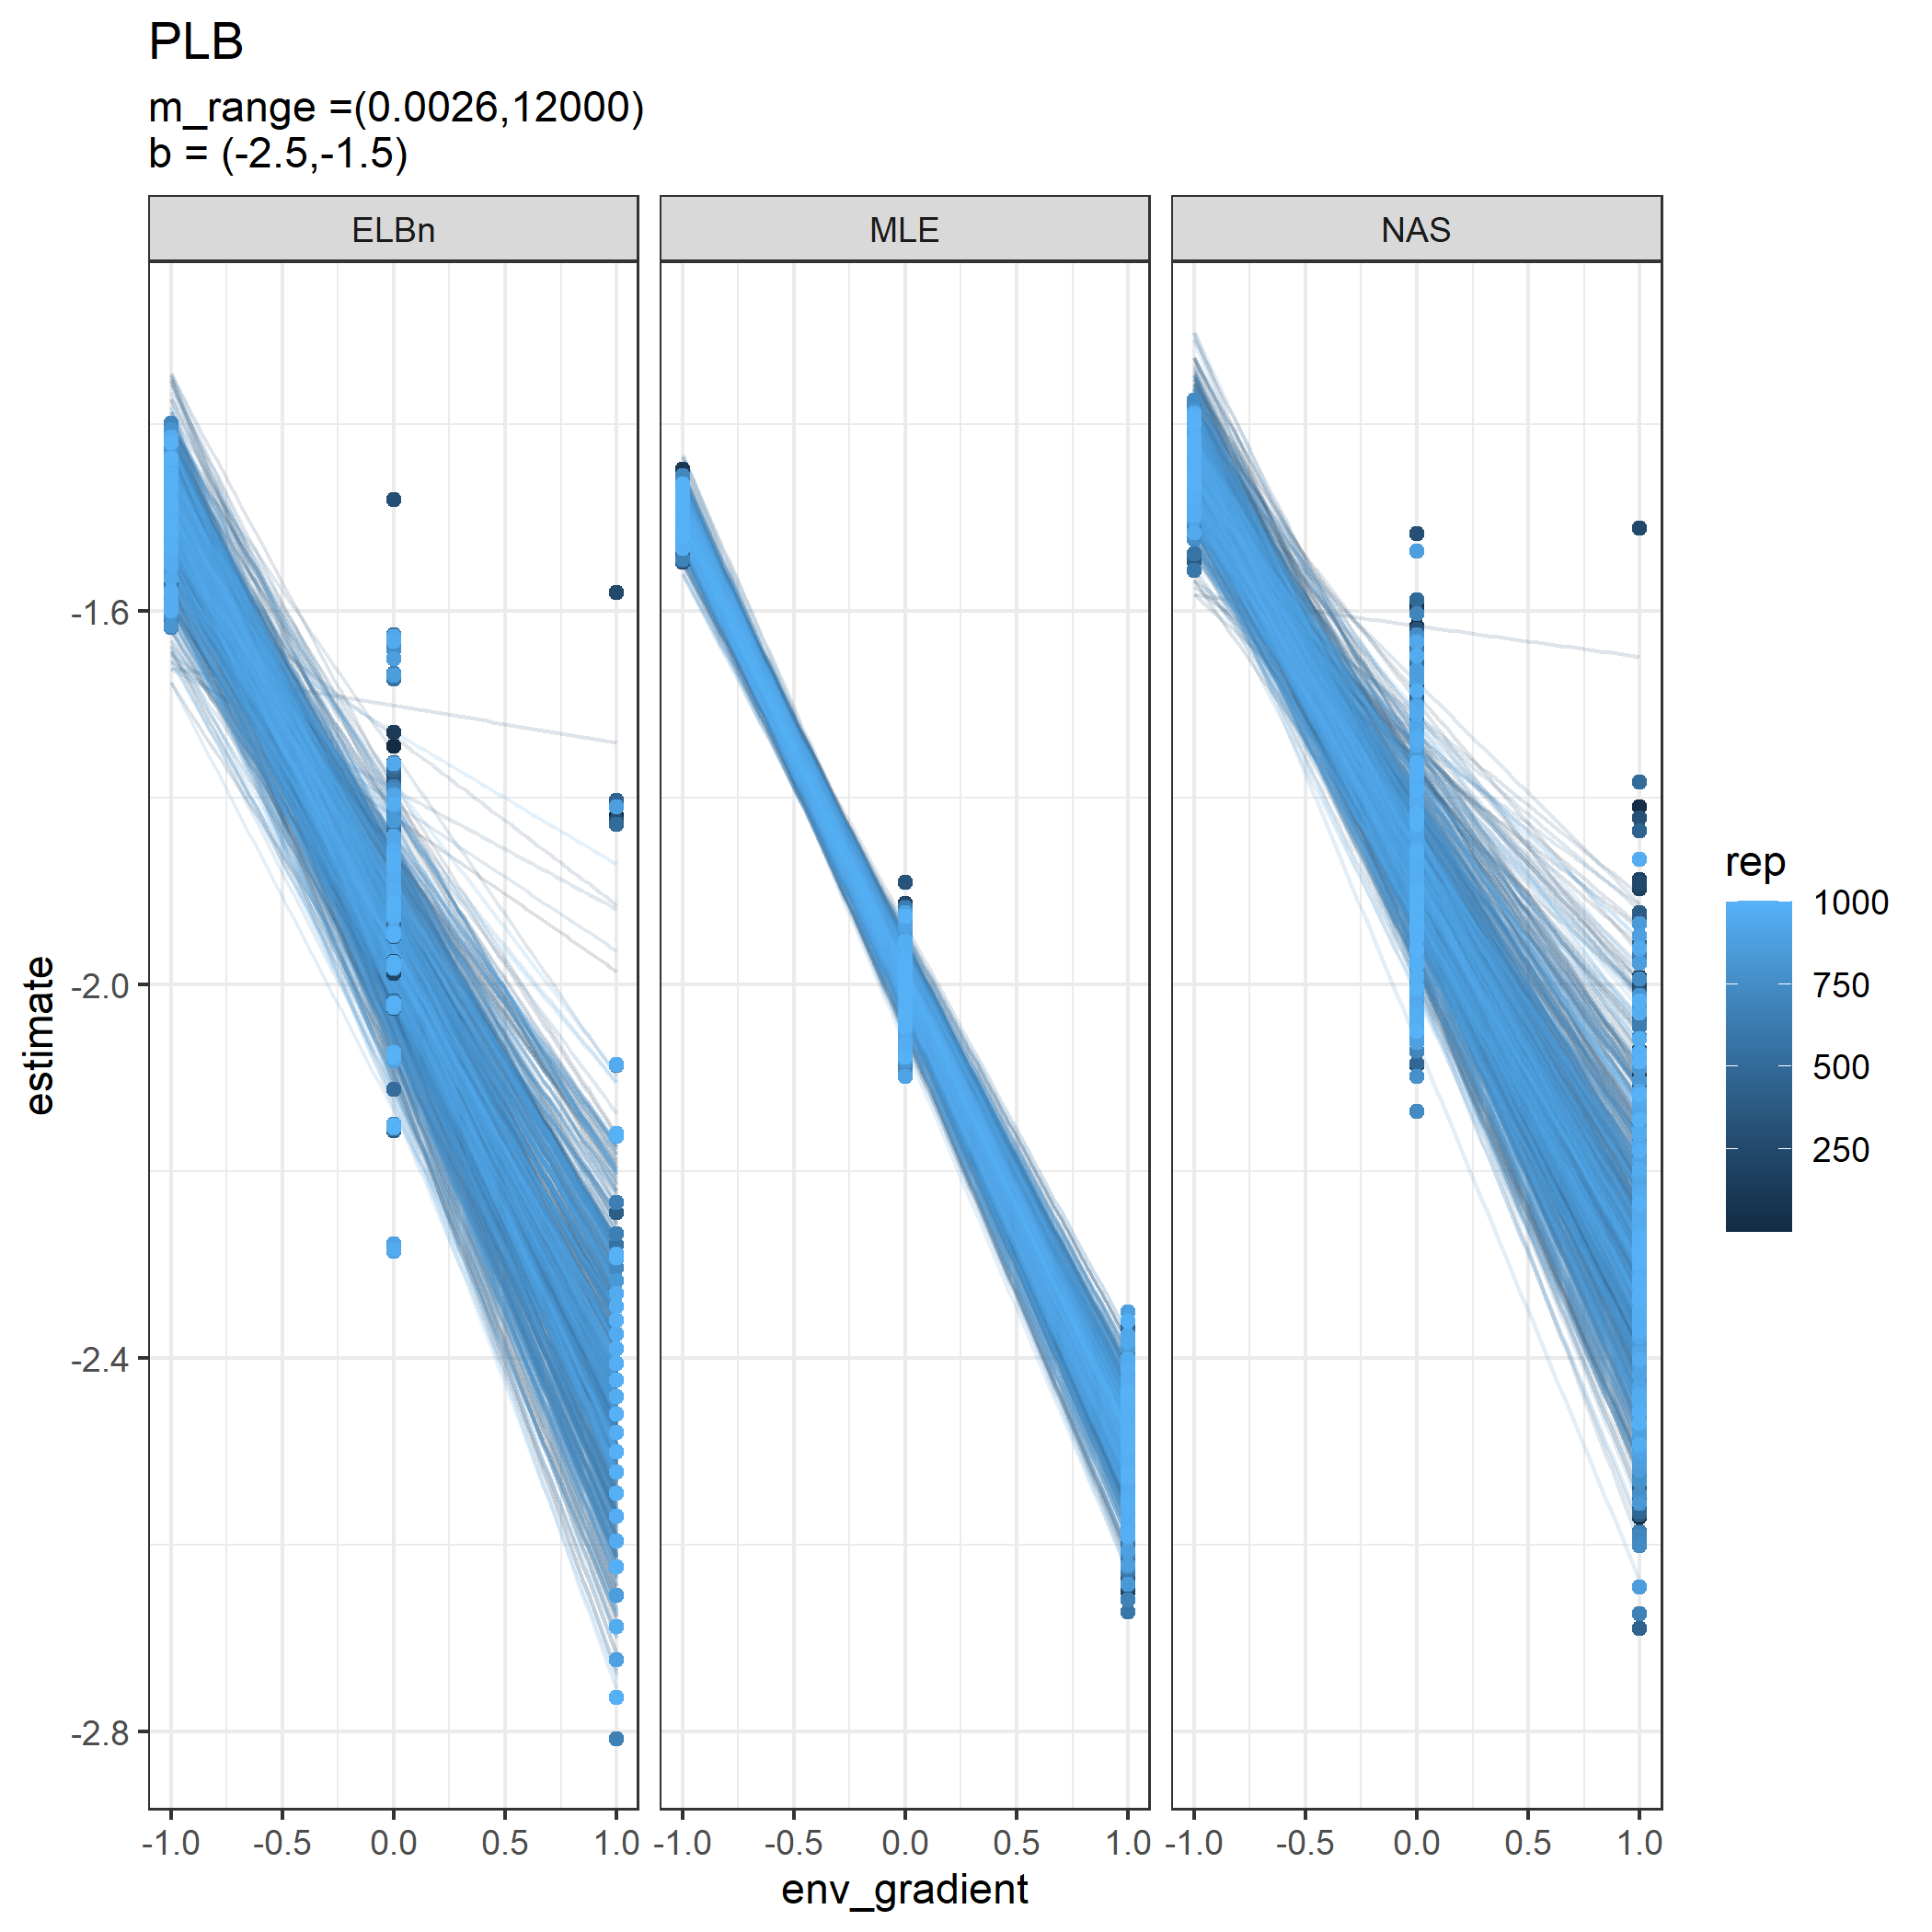 PLB
m_range =(0.0026,12000)
b = (-2.5,-1.5)
ELBn MLE NAS
estimate
-1.6
-2.0
-2.4
-2.8
-1.0 -0.5 0.0 0.5 1.0 -1.0 -0.5 0.0 0.5 1.0 -1.0 -0.5 0.0 0.5 1.0
env_gradient
rep
1000
750
500
250